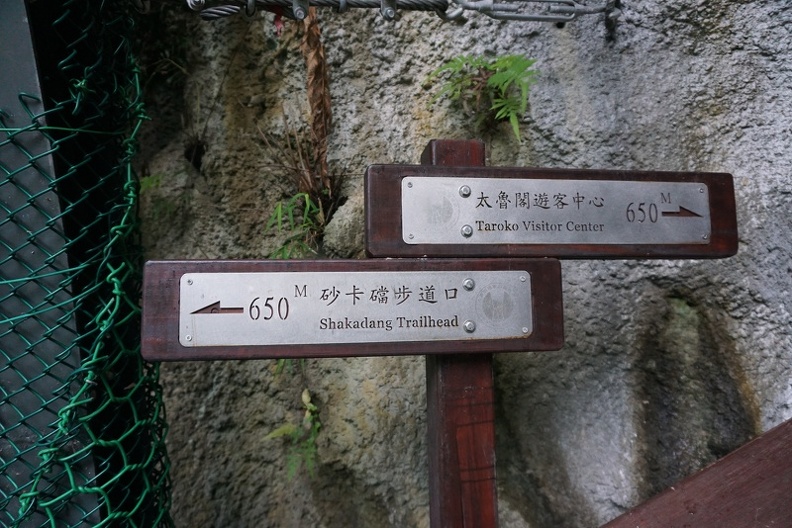 太魯閣遊客中心 650 M
Taroko Visitor Center
650 M 砂卡礑步道口
Shakadang Trailhead